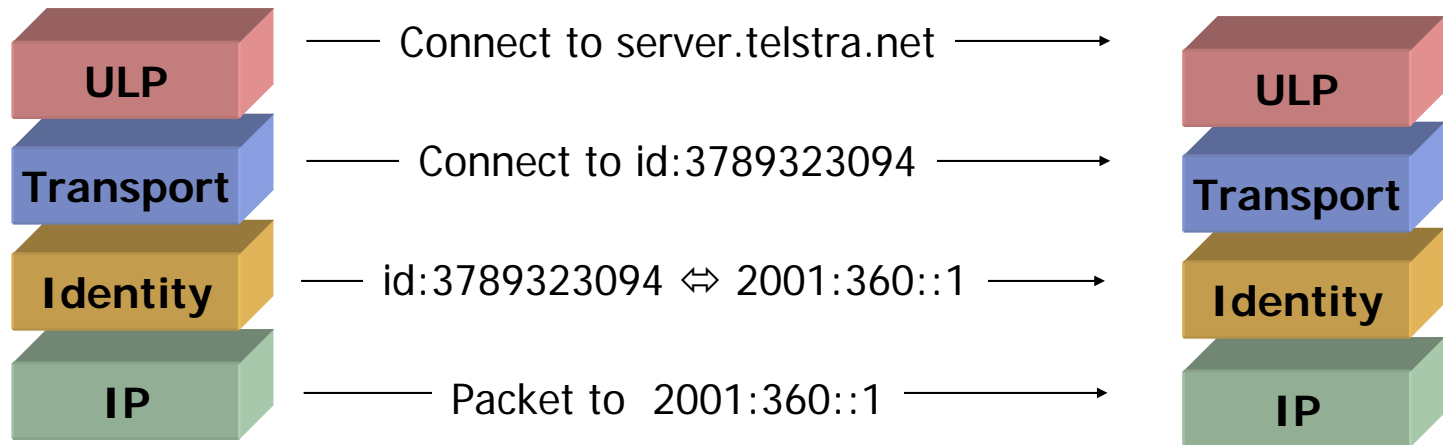 ULP
Connect to server.telstra.net
ULP
Transport
Connect to id:3789323094
Transport
Identity
id:3789323094 ⇔ 2001:360::1
Identity
IP
Packet to 2001:360::1
IP